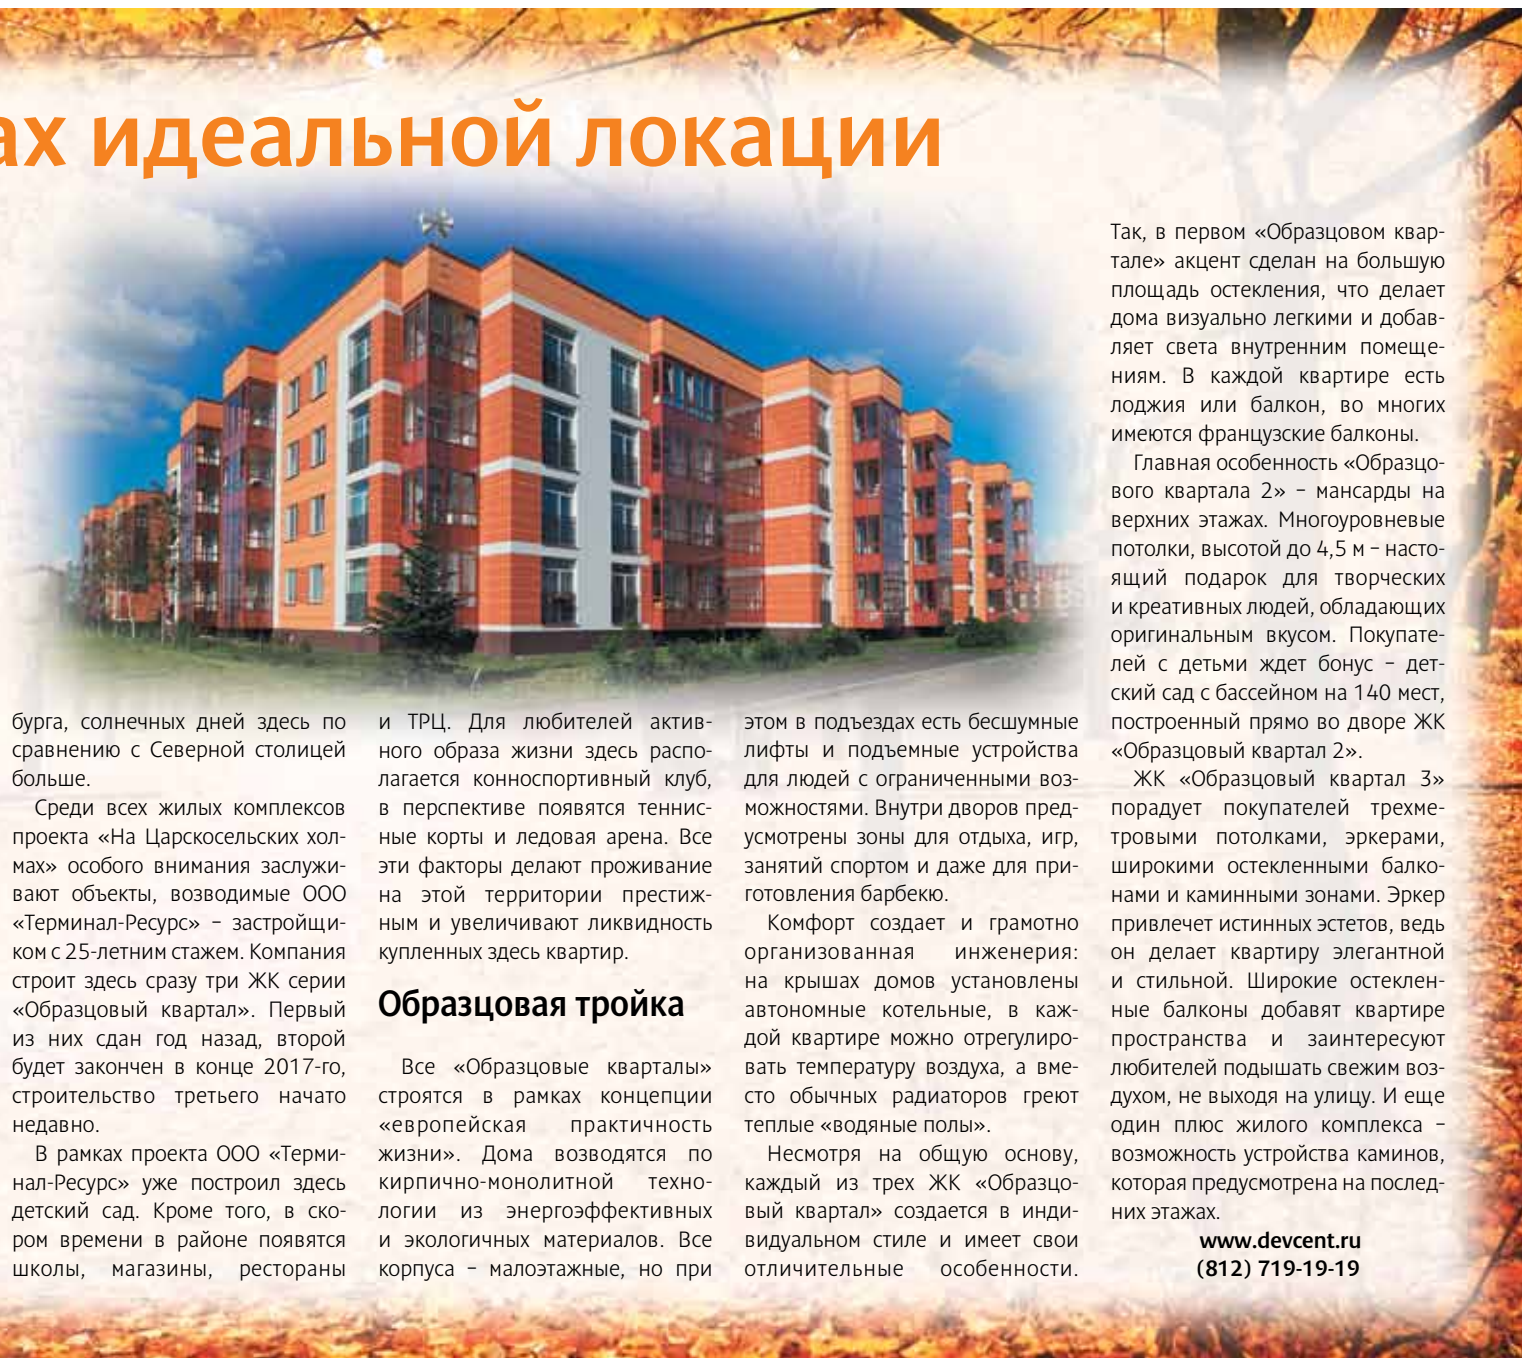 ах идеальной локации
бурга, солнечных дней здесь по
сравнению с Северной столицей
больше.
Среди всех жилых комплексов
проекта «На Царскосельских хол-
мах» особого внимания заслужи-
вают объекты, возводимые ООО
«Терминал-Ресурс» – застройщи-
ком с 25-летним стажем. Компания
строит здесь сразу три ЖК серии
«Образцовый квартал». Первый
из них сдан год назад, второй
будет закончен в конце 2017-го,
строительство третьего начато
недавно.
В рамках проекта ООО «Терми-
нал-Ресурс» уже построил здесь
детский сад. Кроме того, в ско-
ром времени в районе появятся
школы, магазины, рестораны
и ТРЦ. Для любителей актив-
ного образа жизни здесь распо-
лагается конноспортивный клуб,
в перспективе появятся теннис-
ные корты и ледовая арена. Все
эти факторы делают проживание
на этой территории престиж-
ным и увеличивают ликвидность
купленных здесь квартир.
Образцовая тройка
Все «Образцовые кварталы»
строятся в рамках концепции
«европейская практичность
жизни». Дома возводятся по
кирпично-монолитной техно-
логии из энергоэффективных
и экологичных материалов. Все
корпуса – малоэтажные, но при
этом в подъездах есть бесшумные
лифты и подъемные устройства
для людей с ограниченными воз-
можностями. Внутри дворов пред-
усмотрены зоны для отдыха, игр,
занятий спортом и даже для при-
готовления барбекю.
Комфорт создает и грамотно
организованная инженерия:
на крышах домов установлены
автономные котельные, в каж-
дой квартире можно отрегулиро-
вать температуру воздуха, а вме-
сто обычных радиаторов греют
теплые «водяные полы».
Несмотря на общую основу,
каждый из трех ЖК «Образцо-
вый квартал» создается в инди-
видуальном стиле и имеет свои
отличительные особенности.
Так, в первом «Образцовом квар-
тале» акцент сделан на большую
площадь остекления, что делает
дома визуально легкими и добав-
ляет света внутренним помеще-
ниям. В каждой квартире есть
лоджия или балкон, во многих
имеются французские балконы.
Главная особенность «Образцо-
вого квартала 2» – мансарды на
верхних этажах. Многоуровневые
потолки, высотой до 4,5 м – насто-
ящий подарок для творческих
и креативных людей, обладающих
оригинальным вкусом. Покупате-
лей с детьми ждет бонус – дет-
ский сад с бассейном на 140 мест,
построенный прямо во дворе ЖК
«Образцовый квартал 2».
ЖК «Образцовый квартал 3»
порадует покупателей трехме-
тровыми потолками, эркерами,
широкими остекленными балко-
нами и каминными зонами. Эркер
привлечет истинных эстетов, ведь
он делает квартиру элегантной
и стильной. Широкие остеклен-
ные балконы добавят квартире
пространства и заинтересуют
любителей подышать свежим воз-
духом, не выходя на улицу. И еще
один плюс жилого комплекса –
возможность устройства каминов,
которая предусмотрена на послед-
них этажах.
www.devcent.ru
(812) 719-19-19